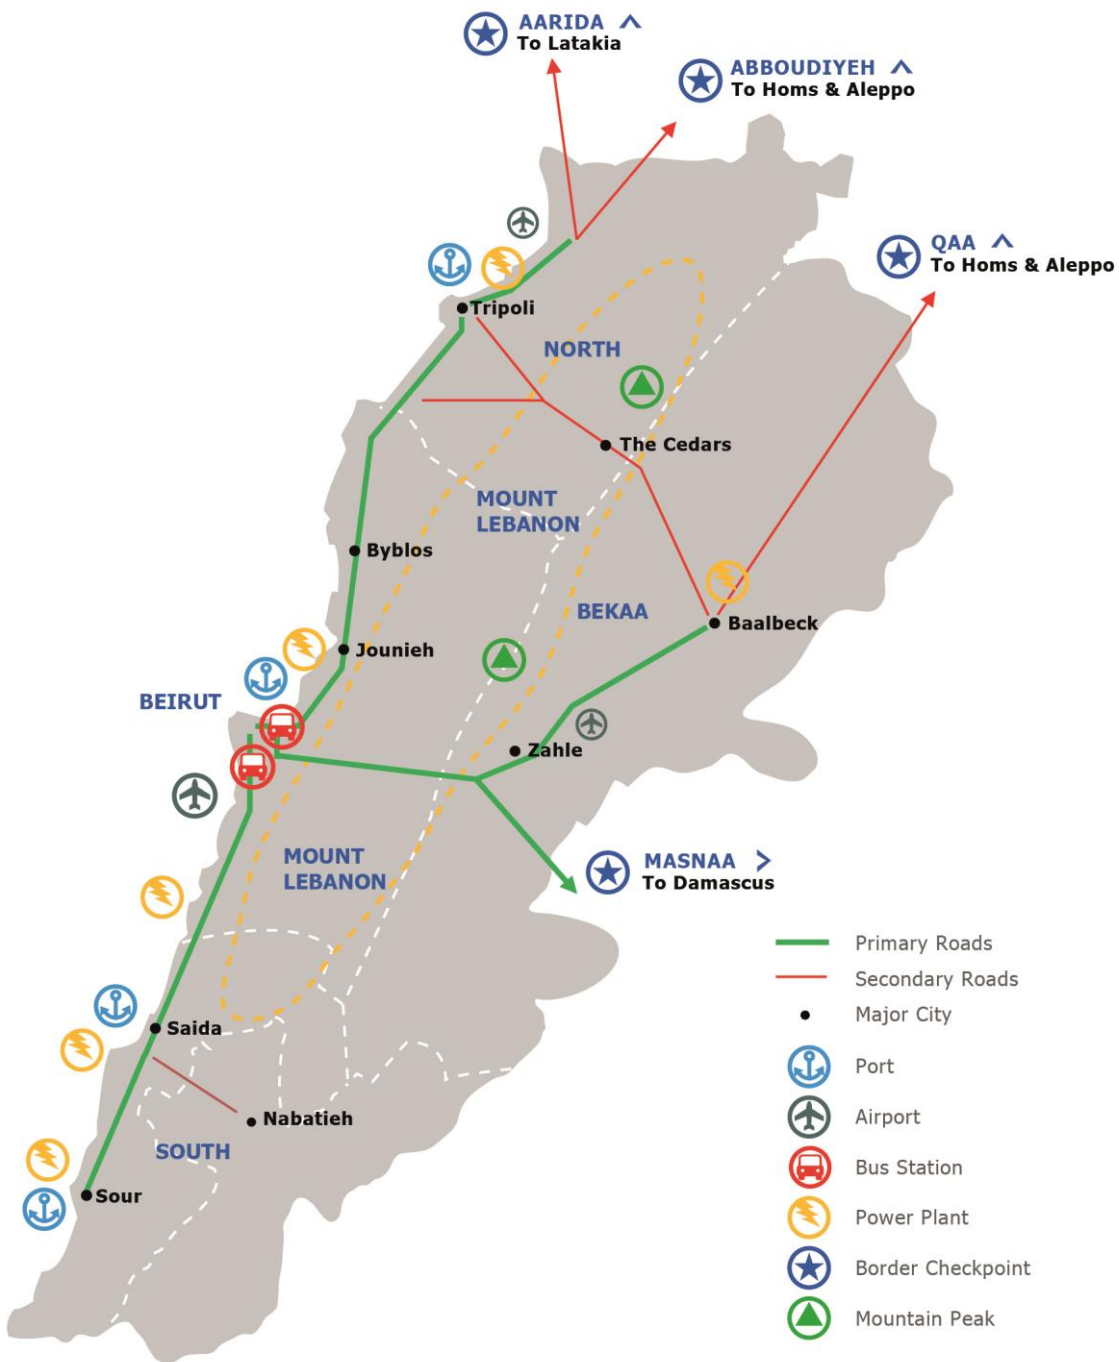 AARIDA
To Latakia
ABBOUDIYEH
To Homs & Aleppo
QAA
To Homs & Aleppo
Tripoli
NORTH
The Cedars
MOUNT
LEBANON
Byblos
BEKAA
Baalbeck
Jounieh
BEIRUT
Zahle
MOUNT
LEBANON
MASNAA
To Damascus
Saida
Nabatieh
SOUTH
Sour
Primary Roads
Secondary Roads
Major City
Port
Airport
Bus Station
Power Plant
Border Checkpoint
Mountain Peak